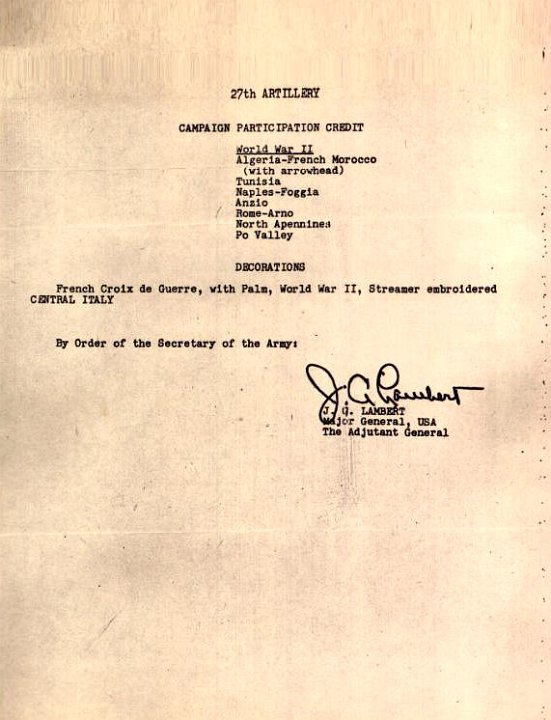 27th ARTILLERY
CAMPAIGN PARTICIPATION CREDIT
World War II
Algeria-French Morocco
(with arrowhead)
Tunisia
Naples-Foggia
Anzio
Rome-Arno
North Apennines
Po Valley
DECORATIONS
French Croix de Guerre, with Palm, World War II, Streamer embroidered
CENTRAL ITALY
By Order of the Secretary of the Army:
J. C. Lambert
J. C. LAMBERT
Major General, USA
The Adjutant General